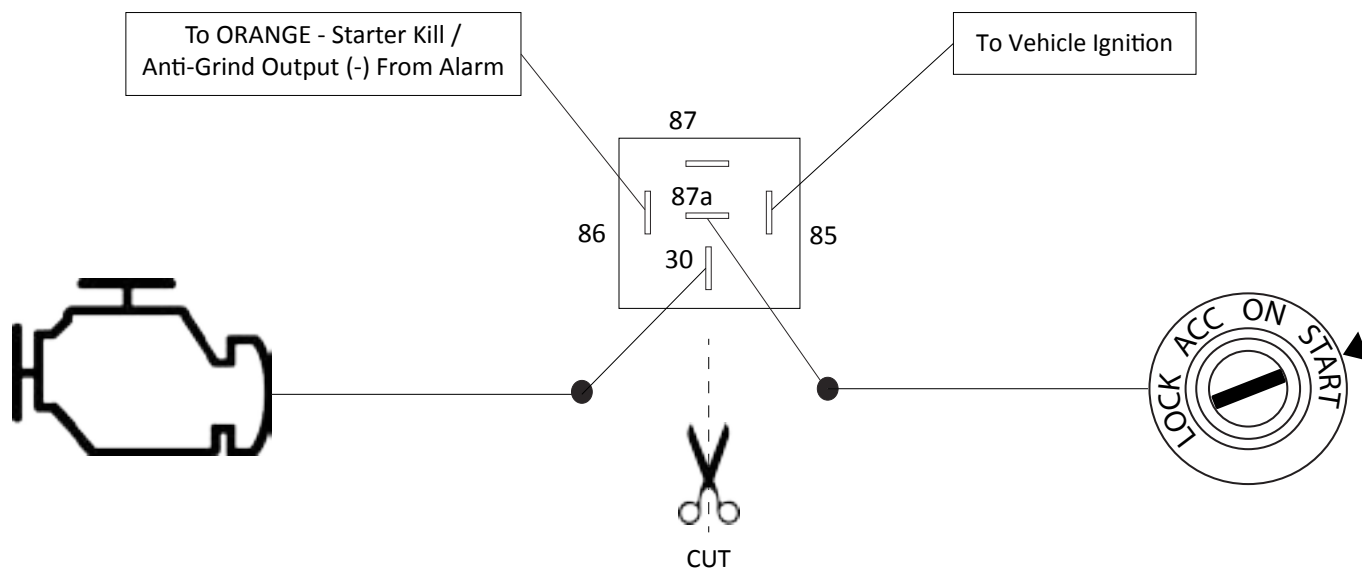 To ORANGE - Starter Kill /
Anti-Grind Output (-) From Alarm
To Vehicle Ignition
87
87a
86
85
30
LOCK ACC ON START
CUT